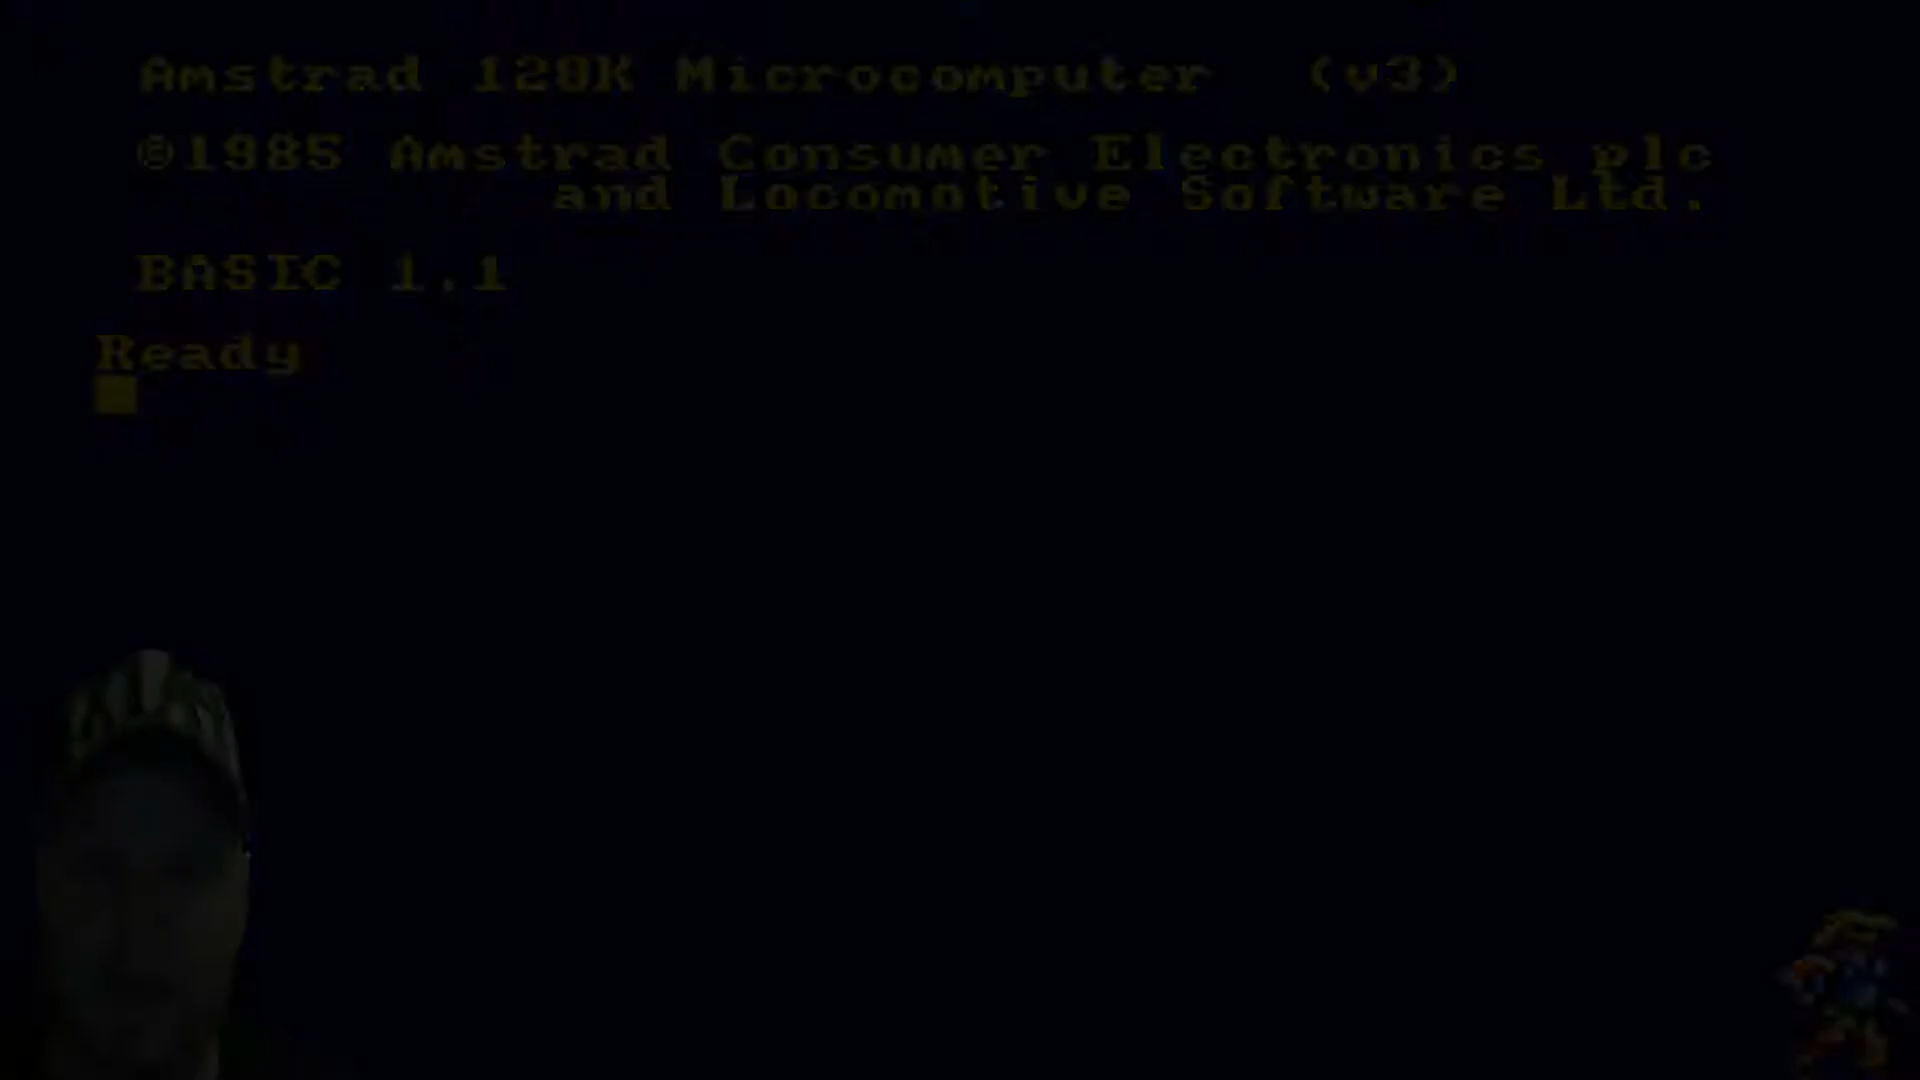 Amstrad 128K Microcomputer (v3)
©1985 Amstrad Consumer Electronics plc
and Locomotive Software Ltd.
BASIC 1.1
Ready